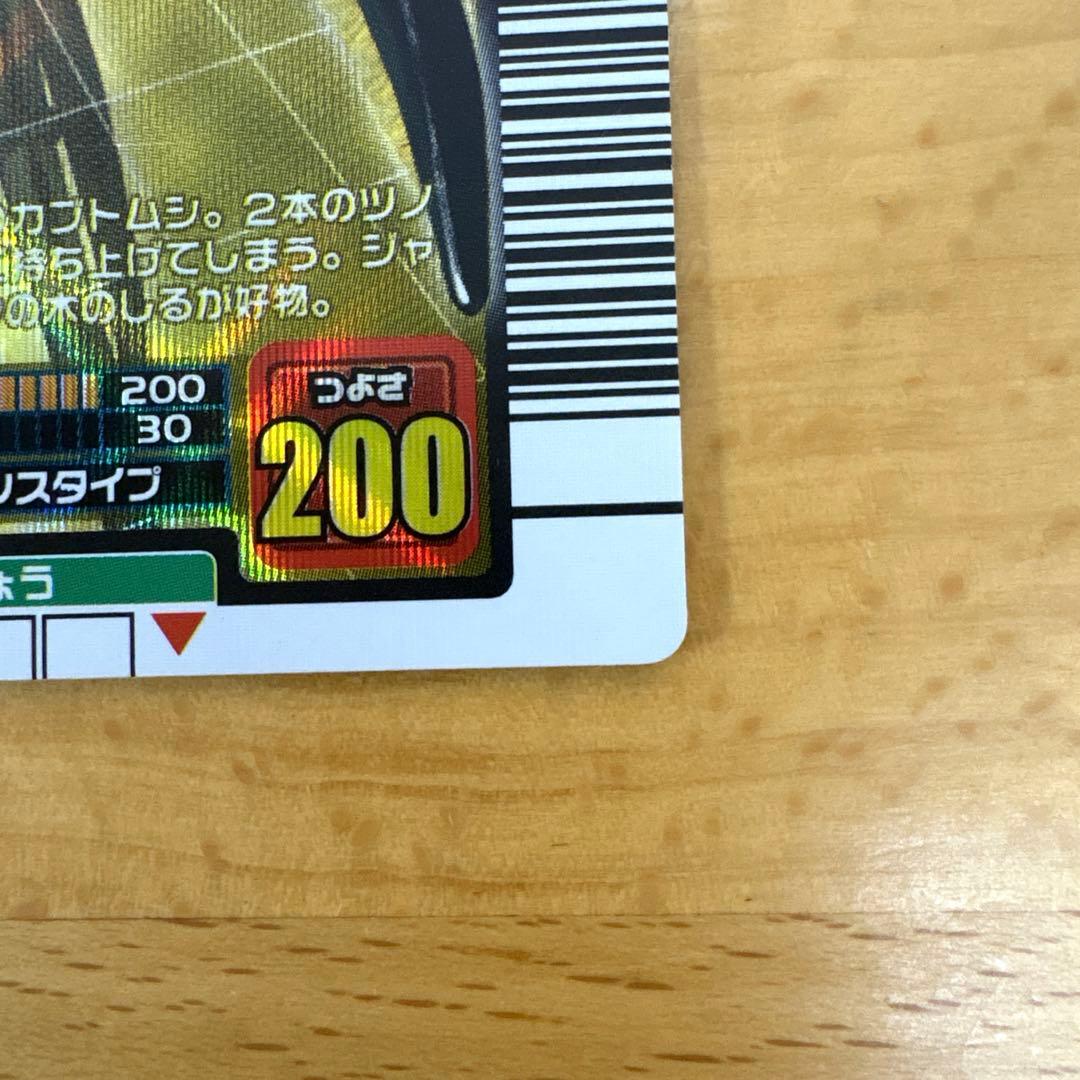 カブトムシ。2本のツノ
持ち上げてしまう。ジャ
の木のしるが好物。
200
30
リスタイプ
つよさ
200
ょう